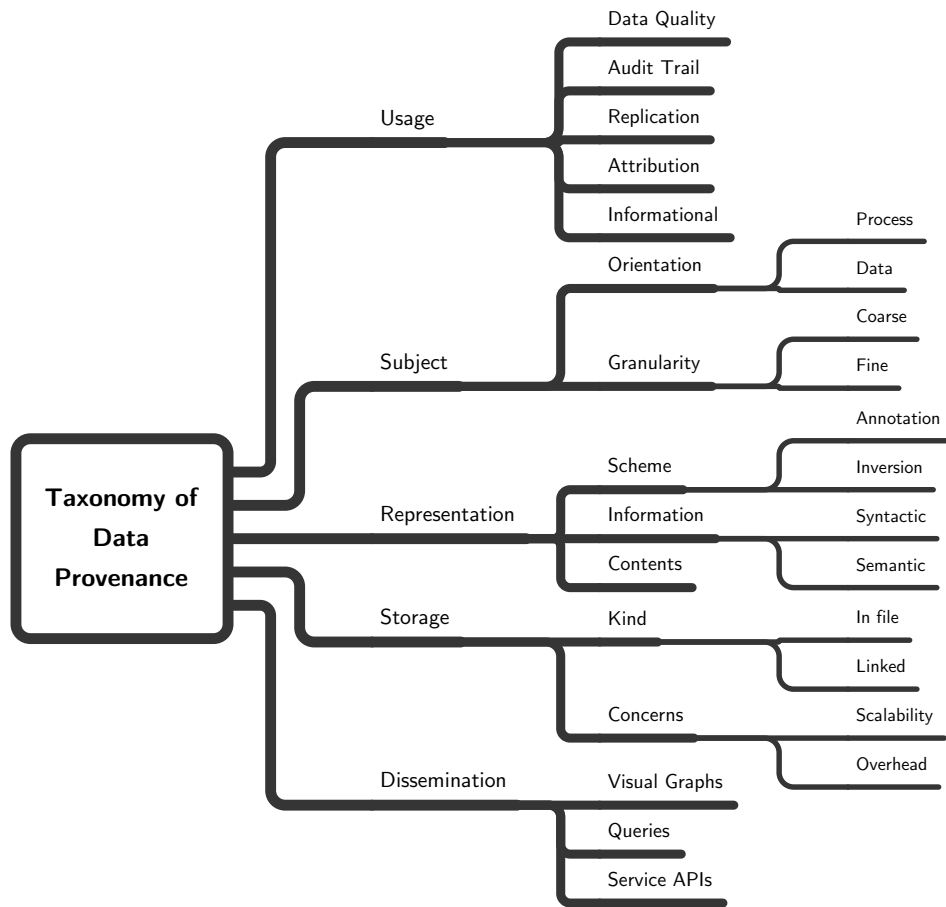 Taxonomy of
Data
Provenance
Usage
Data Quality
Audit Trail
Replication
Attribution
Informational
Subject
Orientation
Process
Data
Granularity
Coarse
Fine
Representation
Scheme
Annotation
Inversion
Information
Syntactic
Semantic
Contents
Storage
Kind
In file
Linked
Concerns
Scalability
Overhead
Dissemination
Visual Graphs
Queries
Service APIs